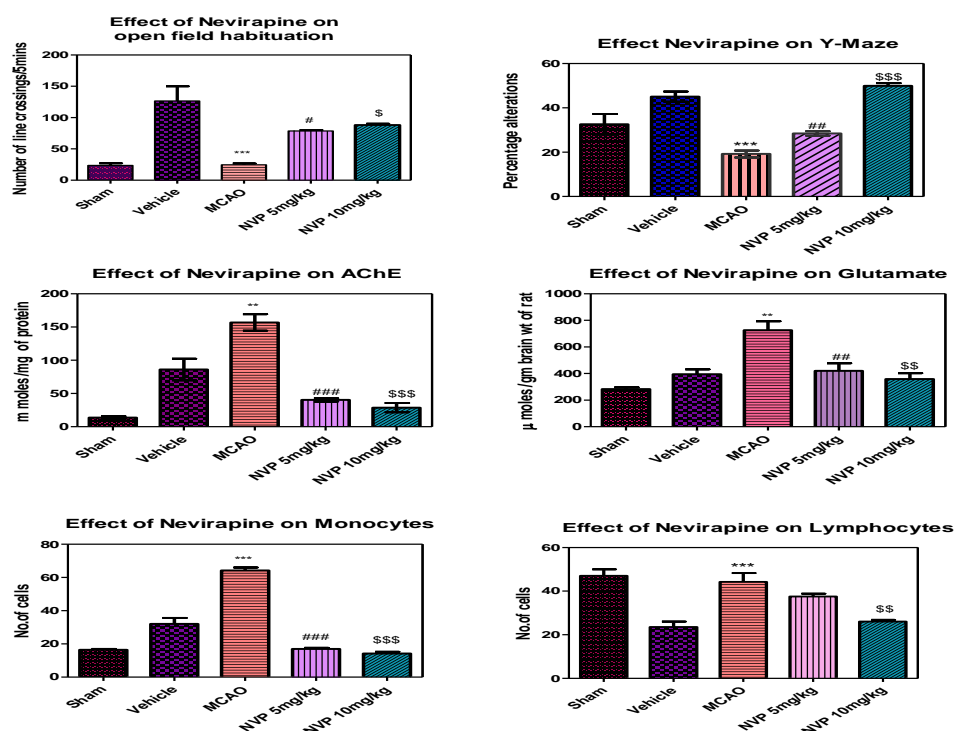 Effect of Nevirapine on
open field habituation
Number of line crossings/5mins
200
150
100
50
0
***
#
$
Sham
Vehicle
MCAO
NVP 5mg/kg
NVP 10mg/kg
Effect Nevirapine on Y-Maze
Percentage alterations
60
40
20
0
***
##
$$$
Sham
Vehicle
MCAO
NVP 5mg/kg
NVP 10mg/kg
Effect of Nevirapine on AChE
m moles/mg of protein
200
150
100
50
0
**
###
$$$
Sham
Vehicle
MCAO
NVP 5mg/kg
NVP 10mg/kg
Effect of Nevirapine on Glutamate
µ moles/gm brain wt of rat
1000
800
600
400
200
0
**
##
$$
Sham
Vehicle
MCAO
NVP 5mg/kg
NVP 10mg/kg
Effect of Nevirapine on Monocytes
No.of cells
80
60
40
20
0
***
###
$$$
Sham
Vehicle
MCAO
NVP 5mg/kg
NVP 10mg/kg
Effect of Nevirapine on Lymphocytes
No.of cells
60
40
20
0
***
$$
Sham
Vehicle
MCAO
NVP 5mg/kg
NVP 10mg/kg